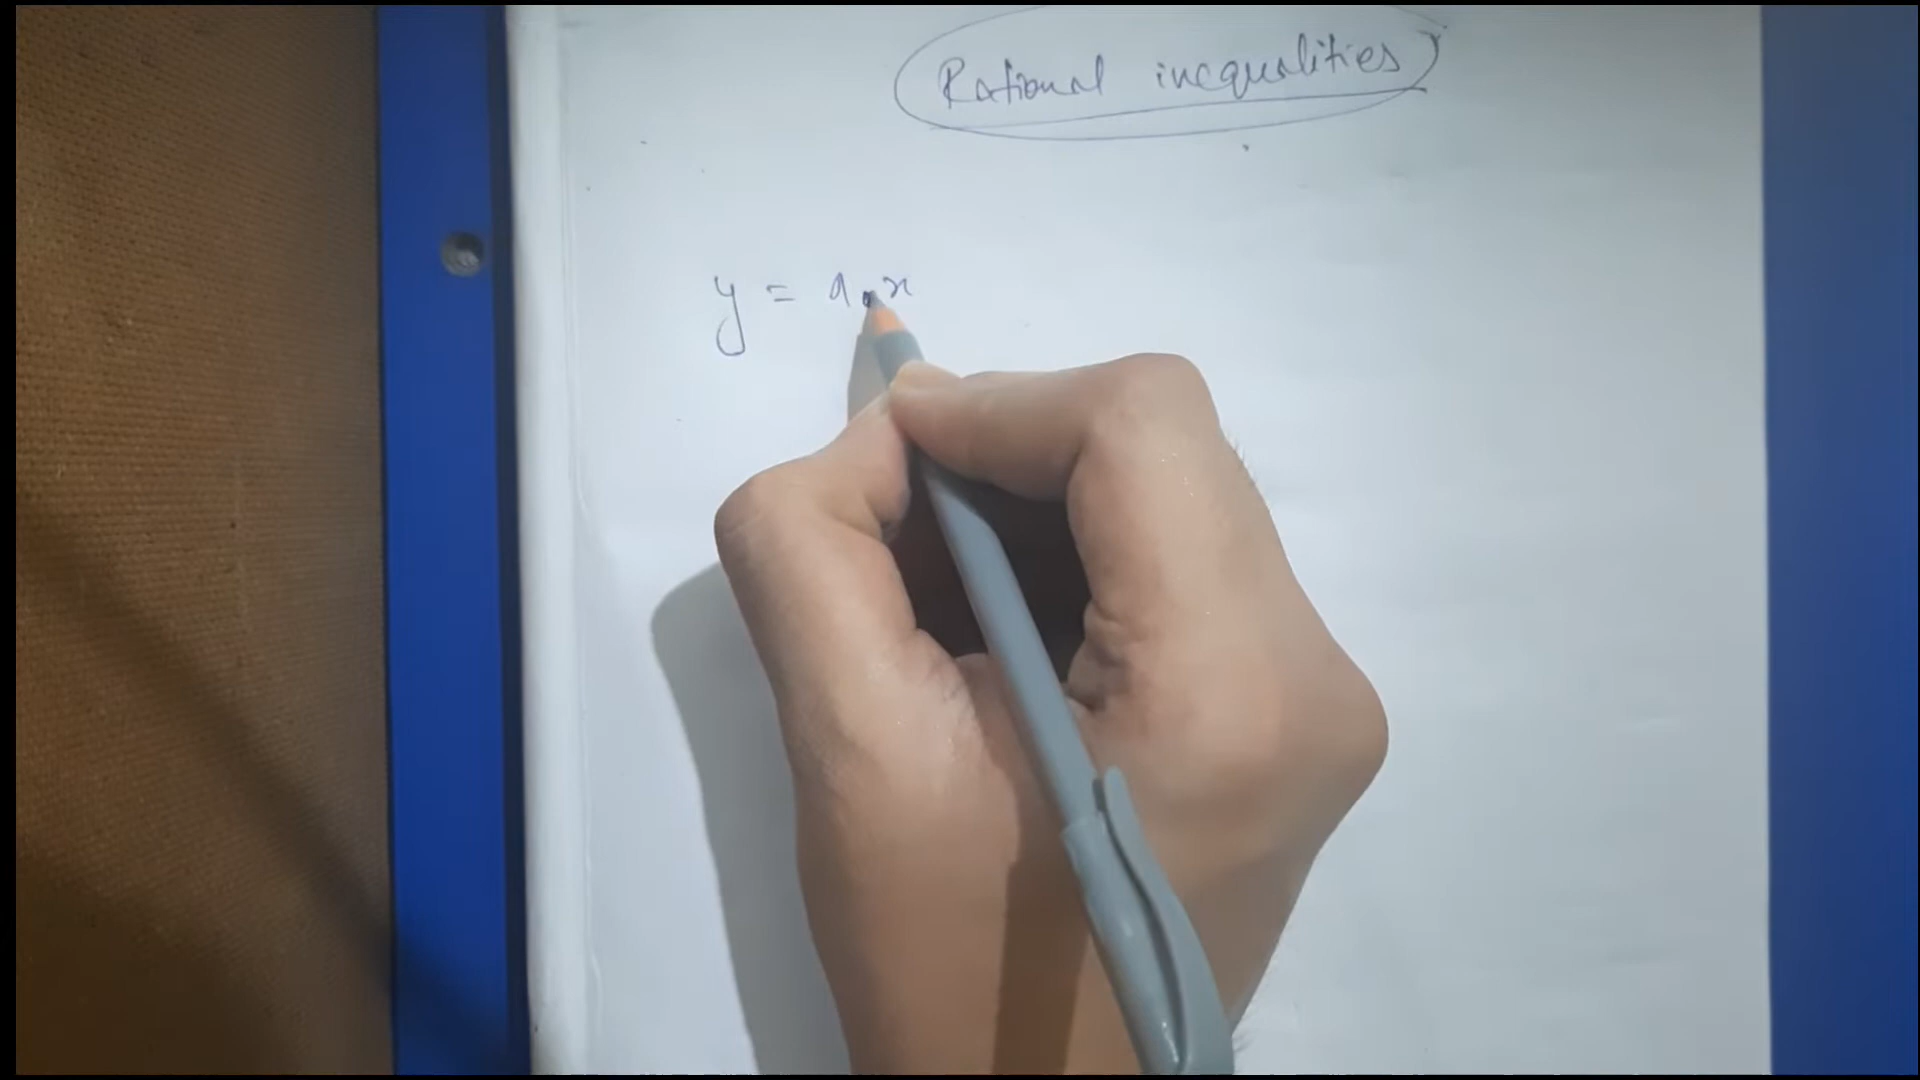 Rational inequalities
y = a.x